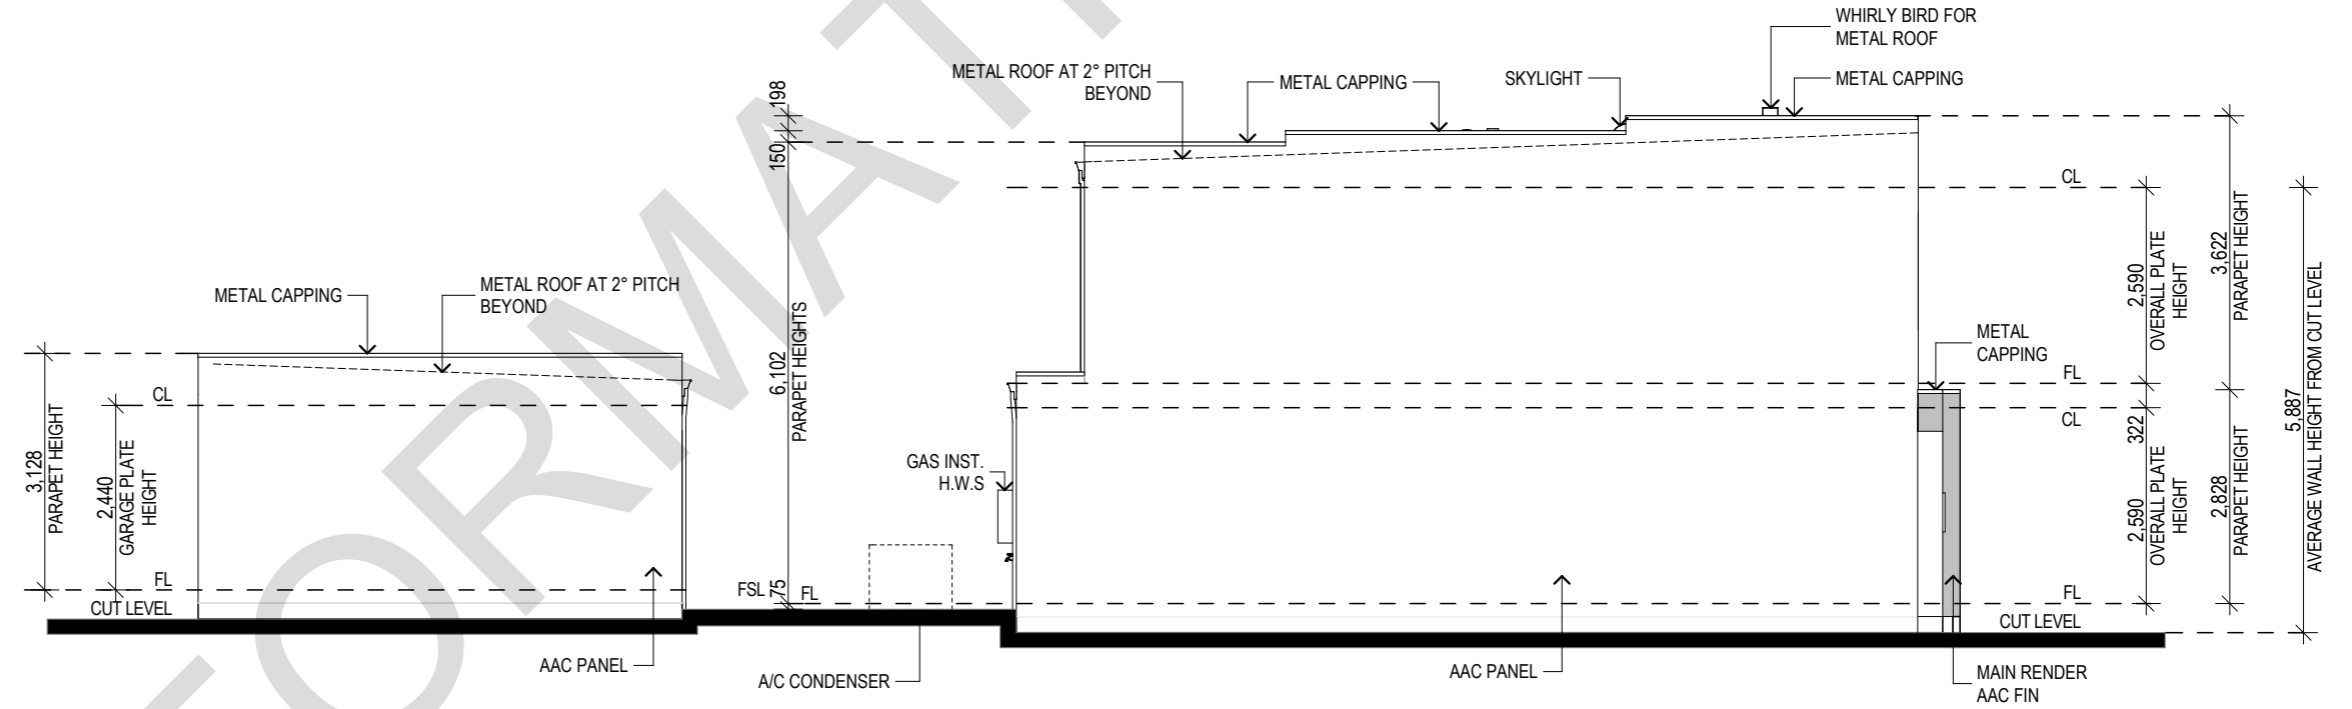 WHIRLY BIRD FOR
METAL ROOF
METAL ROOF AT 2° PITCH
BEYOND
METAL CAPPING
SKYLIGHT
METAL CAPPING
198
150
6,102
PARAPET HEIGHTS
75
CL
FL
CL
FL
CUT LEVEL
METAL CAPPING
METAL ROOF AT 2° PITCH
BEYOND
CL
FL
CUT LEVEL
3,128
PARAPET HEIGHT
2,440
GARAGE PLATE
HEIGHT
GAS INST.
H.W.S
FSL
FL
METAL
CAPPING
2,590
OVERALL PLATE
HEIGHT
322
2,590
OVERALL PLATE
HEIGHT
3,622
PARAPET HEIGHT
2,828
PARAPET HEIGHT
5,887
AVERAGE WALL HEIGHT FROM CUT LEVEL
AAC PANEL
A/C CONDENSER
AAC PANEL
MAIN RENDER
AAC FIN
FORMATI